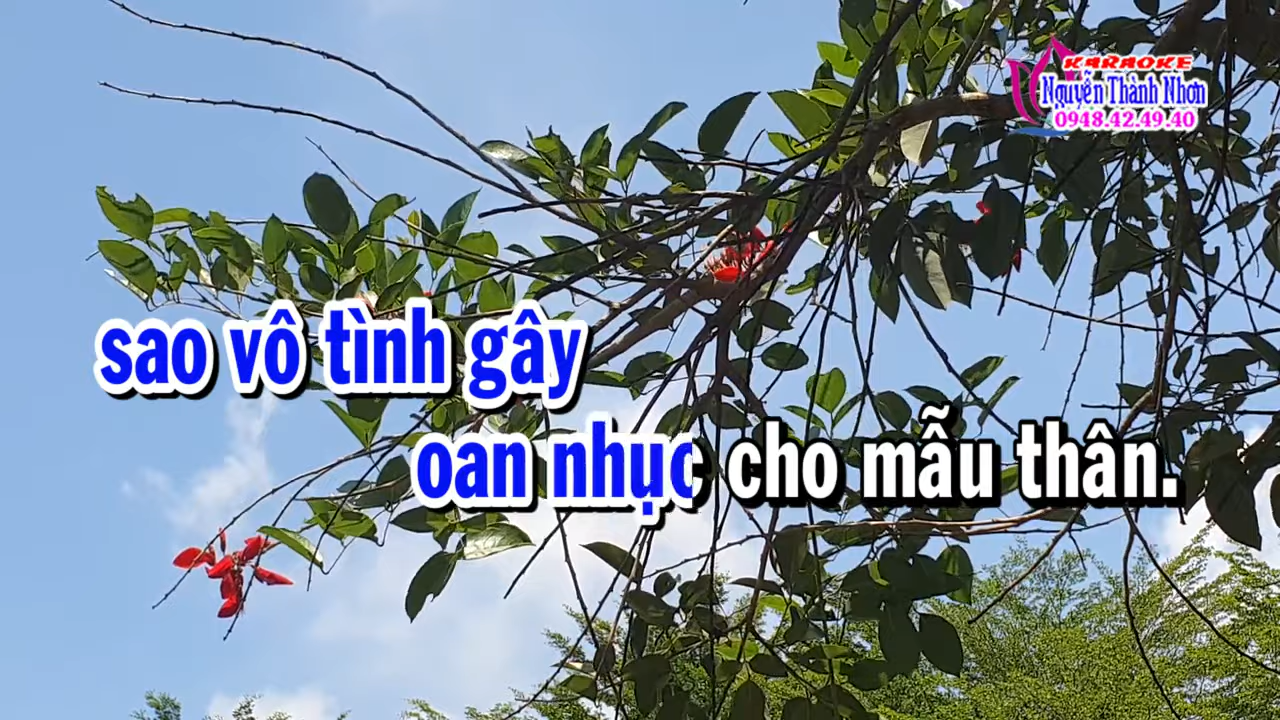 KARAOKE
Nguyễn Thành Nhơn
0948.42.49.40
sao vô tình gây
oan nhục cho mẫu thân.